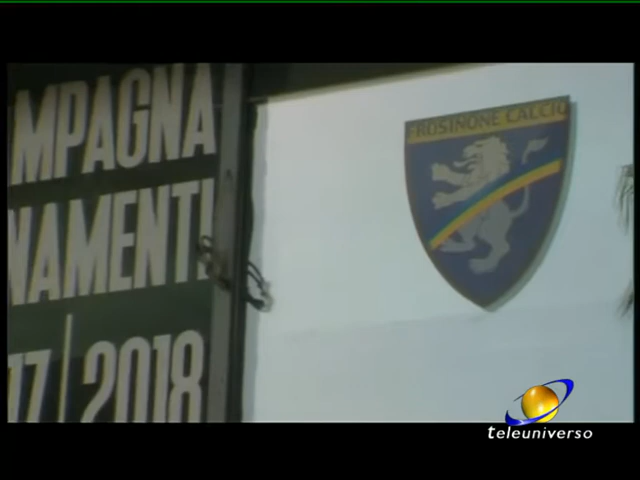 MPAGNA
NAMENTI
17/2018
FROSINONE CALCIO
teleuniverso